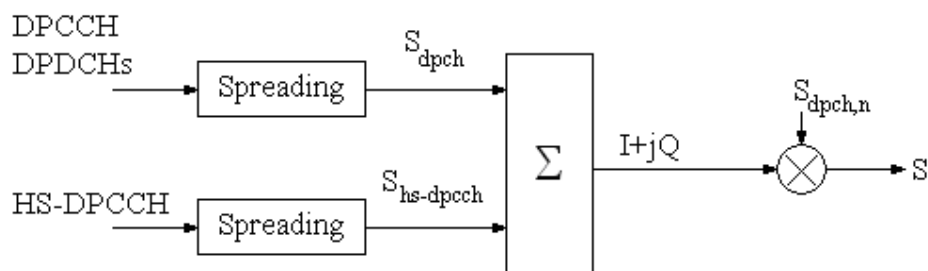 DPCCH
DPDCHs
Spreading
S_dpch
Σ
I+jQ
S_dpch,n
S
HS-DPCCH
Spreading
S_hs-dpcch